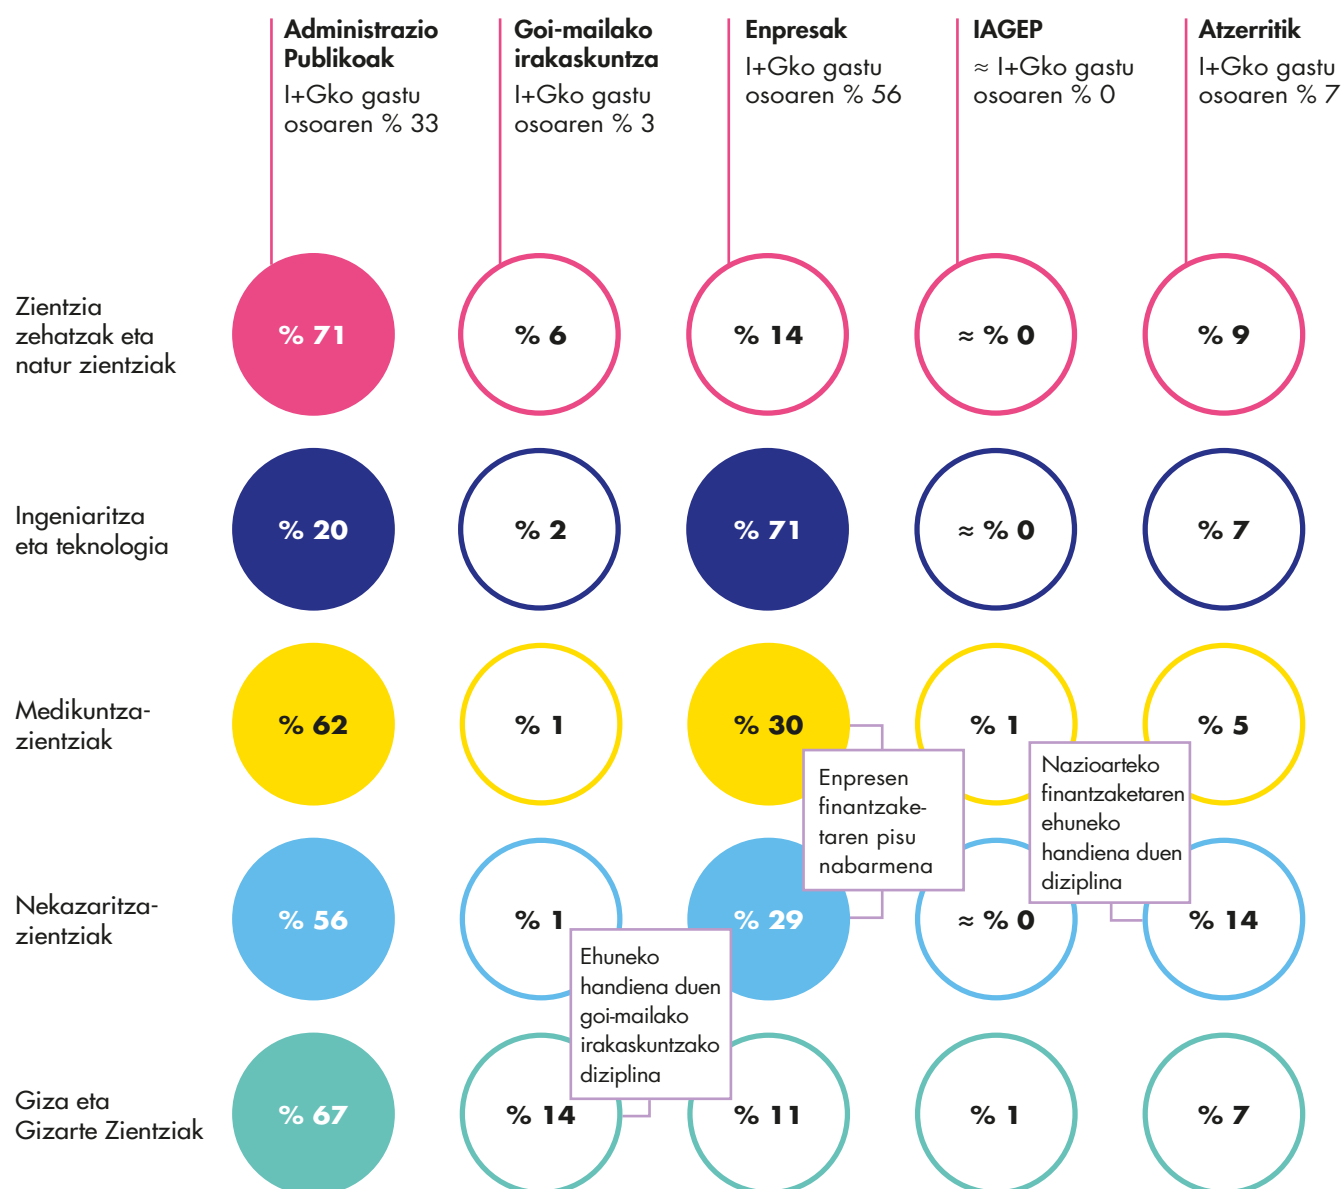 Administrazio
Publikoak
I+Gko gastu
osoaren % 33
Goi-mailako
irakaskuntza
I+Gko gastu
osoaren % 3
Enpresak
I+Gko gastu
osoaren % 56
IAGEP
≈ I+Gko gastu
osoaren % 0
Atzerritik
I+Gko gastu
osoaren % 7
Zientzia
zehatzak eta
natur zientziak
% 71
% 6
% 14
≈ % 0
% 9
Ingeniaritza
eta teknologia
% 20
% 2
% 71
≈ % 0
% 7
Medikuntza-
zientziak
% 62
% 1
% 30
% 1
% 5
Enpresen
finantzake-
taren pisu
nabarmena
Nazioarteko
finantzaketaren
ehuneko
handiena duen
diziplina
Nekazaritza-
zientziak
% 56
% 1
% 29
≈ % 0
% 14
Ehuneko
handiena duen
goi-mailako
irakaskuntzako
diziplina
Giza eta
Gizarte Zientziak
% 67
% 14
% 11
% 1
% 7